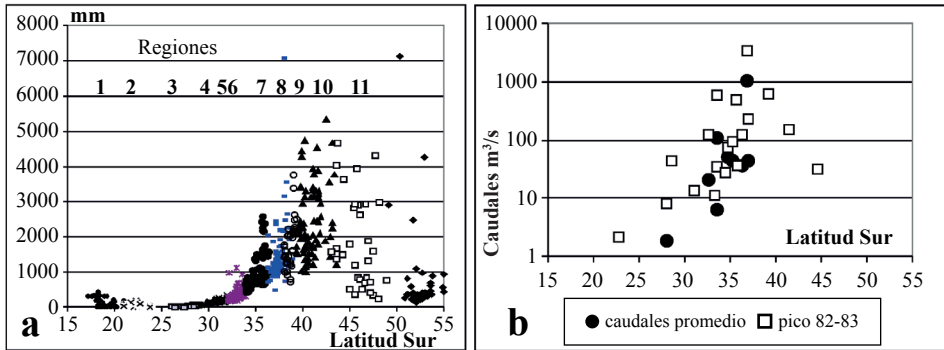 mm
8000
7000
6000
5000
4000
3000
2000
1000
0
Regiones
1 2 3 4 5 6 7 8 9 10 11
15 20 25 30 35 40 45 50 55
Latitud Sur
a
Caudales m³/s
10000
1000
100
10
1
Latitud Sur
15 20 25 30 35 40 45 50 55
b
caudales promedio
pico 82-83